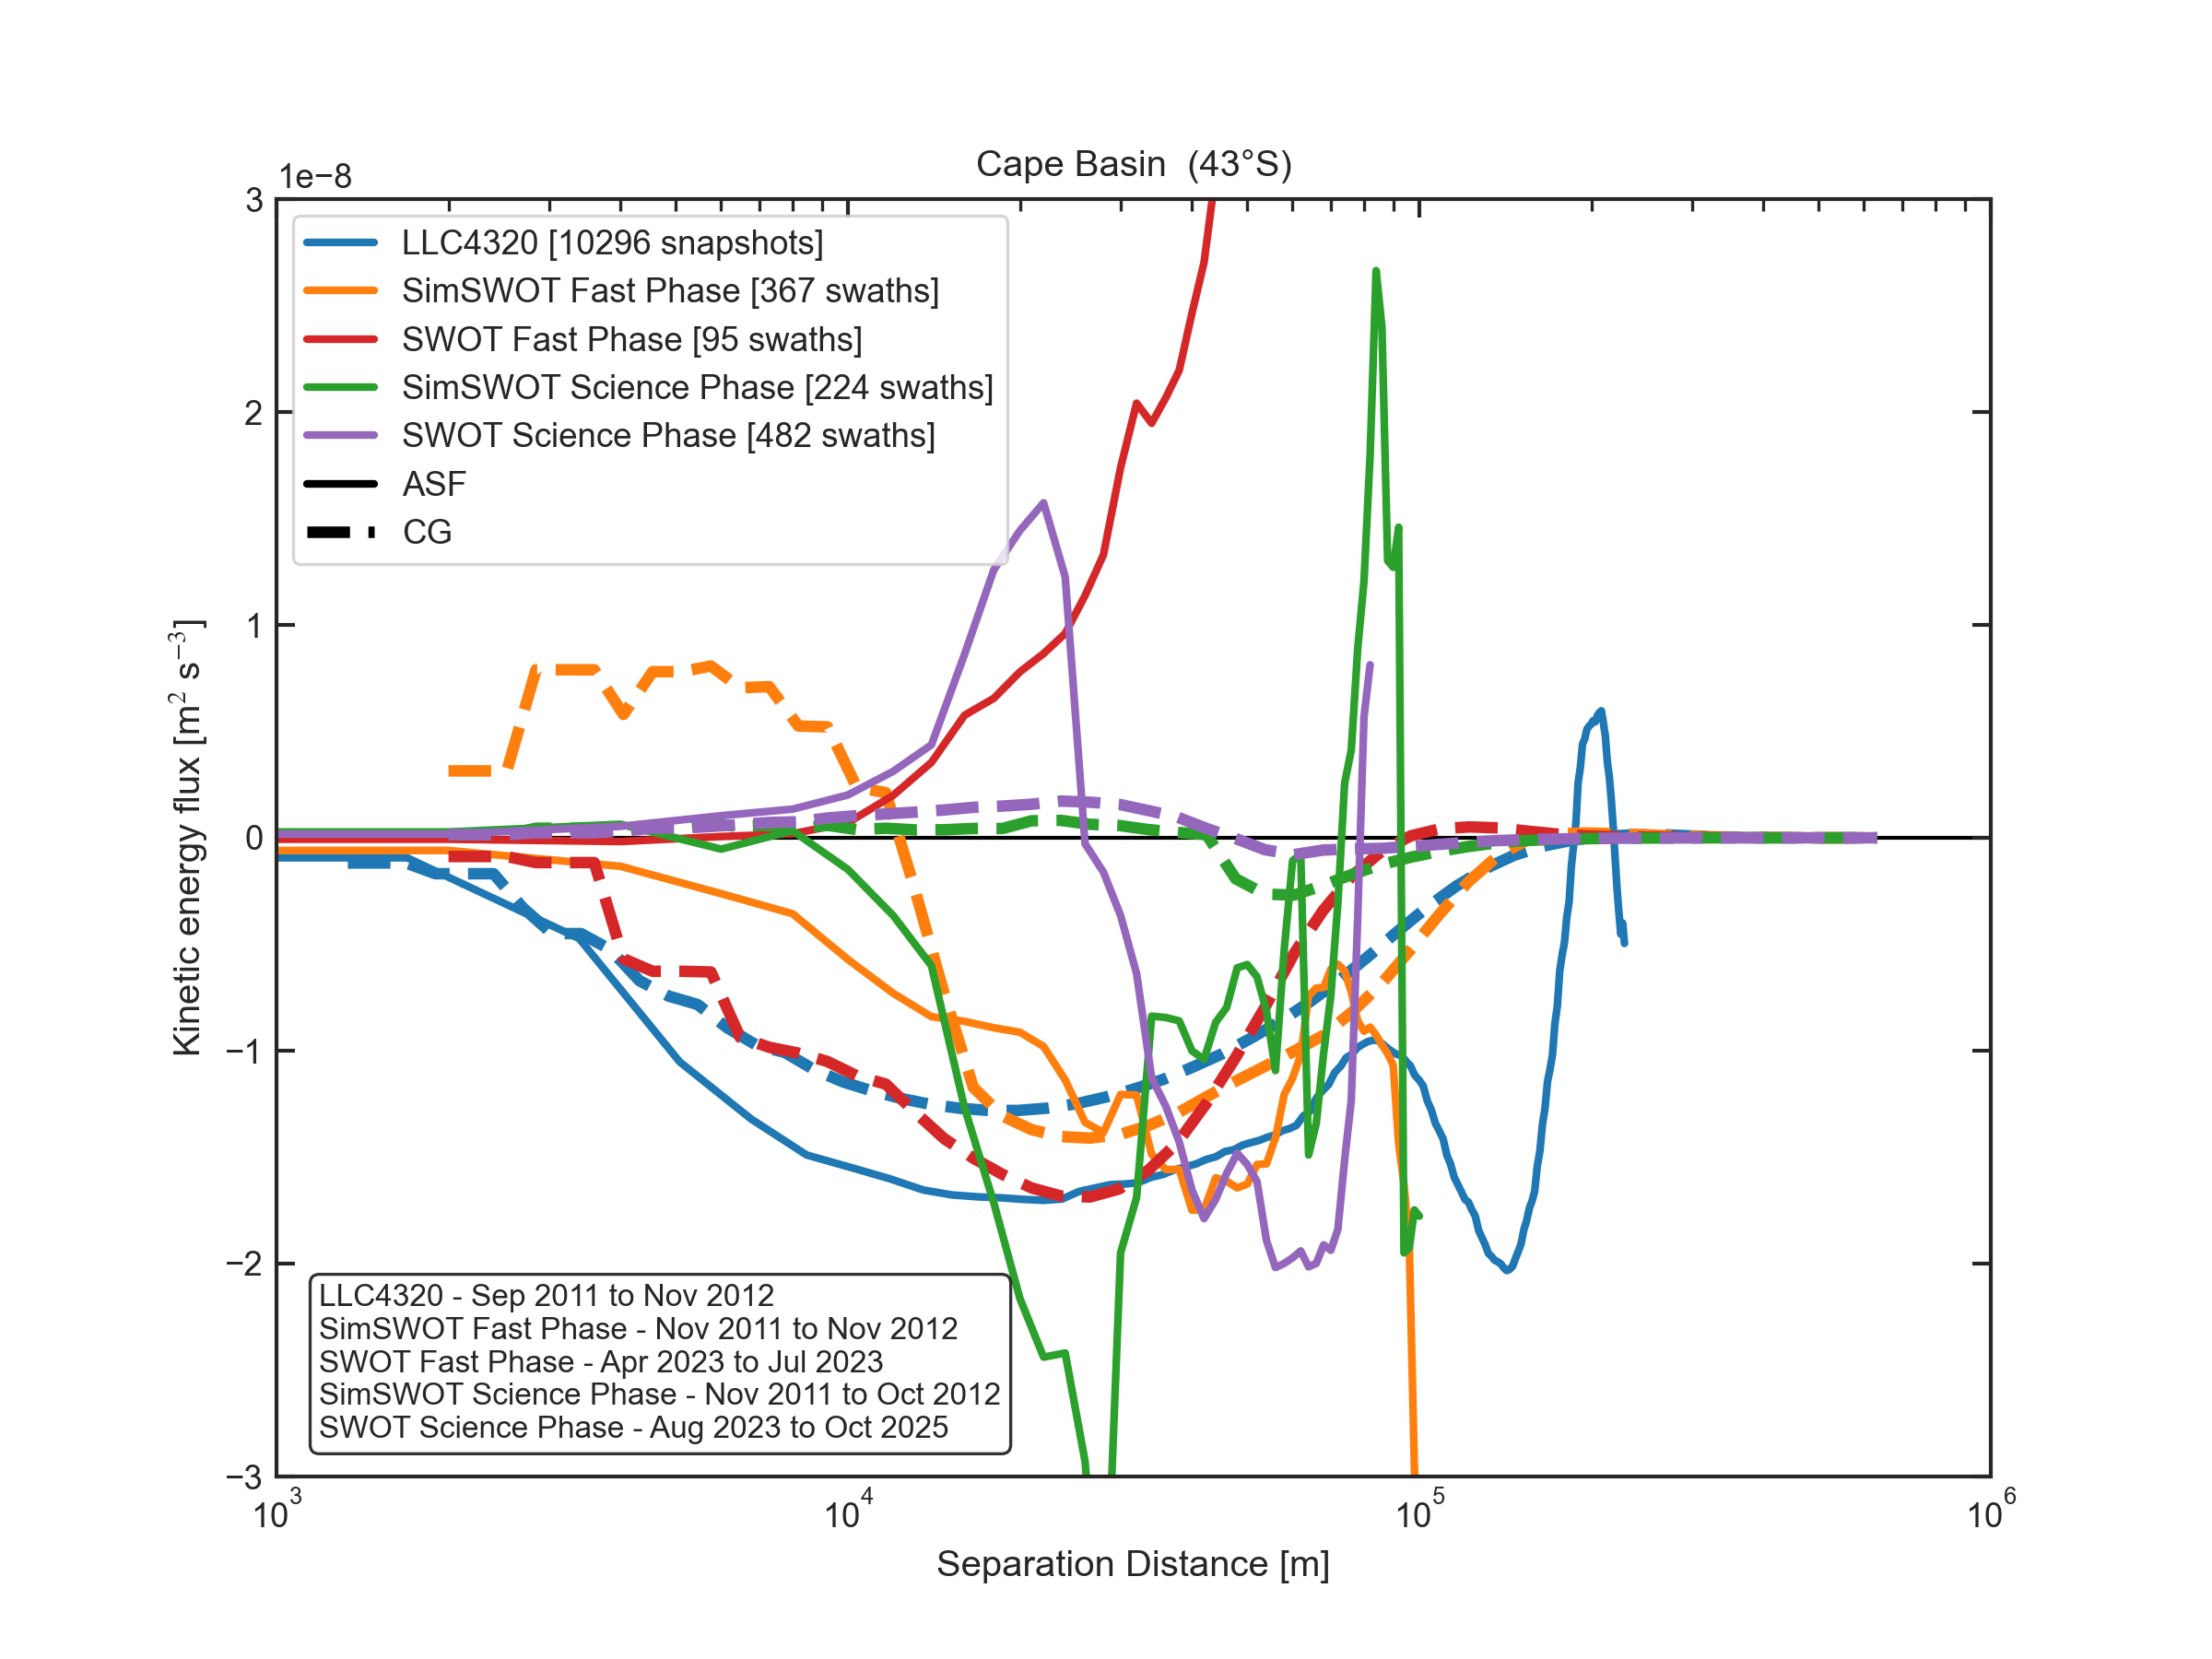 Cape Basin  (43°S)
1e−8
3
2
1
0
−1
−2
−3
Kinetic energy flux [m² s⁻³]
LLC4320 [10296 snapshots]
SimSWOT Fast Phase [367 swaths]
SWOT Fast Phase [95 swaths]
SimSWOT Science Phase [224 swaths]
SWOT Science Phase [482 swaths]
ASF
CG
LLC4320 - Sep 2011 to Nov 2012
SimSWOT Fast Phase - Nov 2011 to Nov 2012
SWOT Fast Phase - Apr 2023 to Jul 2023
SimSWOT Science Phase - Nov 2011 to Oct 2012
SWOT Science Phase - Aug 2023 to Oct 2025
10³ 10⁴ 10⁵ 10⁶
Separation Distance [m]